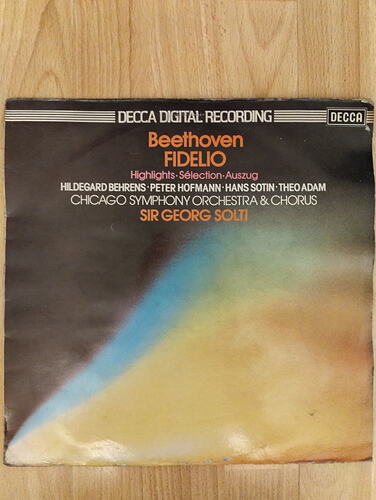 DECCA DIGITAL RECORDING
DECCA
Beethoven
FIDELIO
Highlights·Sélection·Auszug
HILDEGARD BEHRENS·PETER HOFMANN·HANS SOTIN·THEO ADAM
CHICAGO SYMPHONY ORCHESTRA & CHORUS
SIR GEORG SOLTI